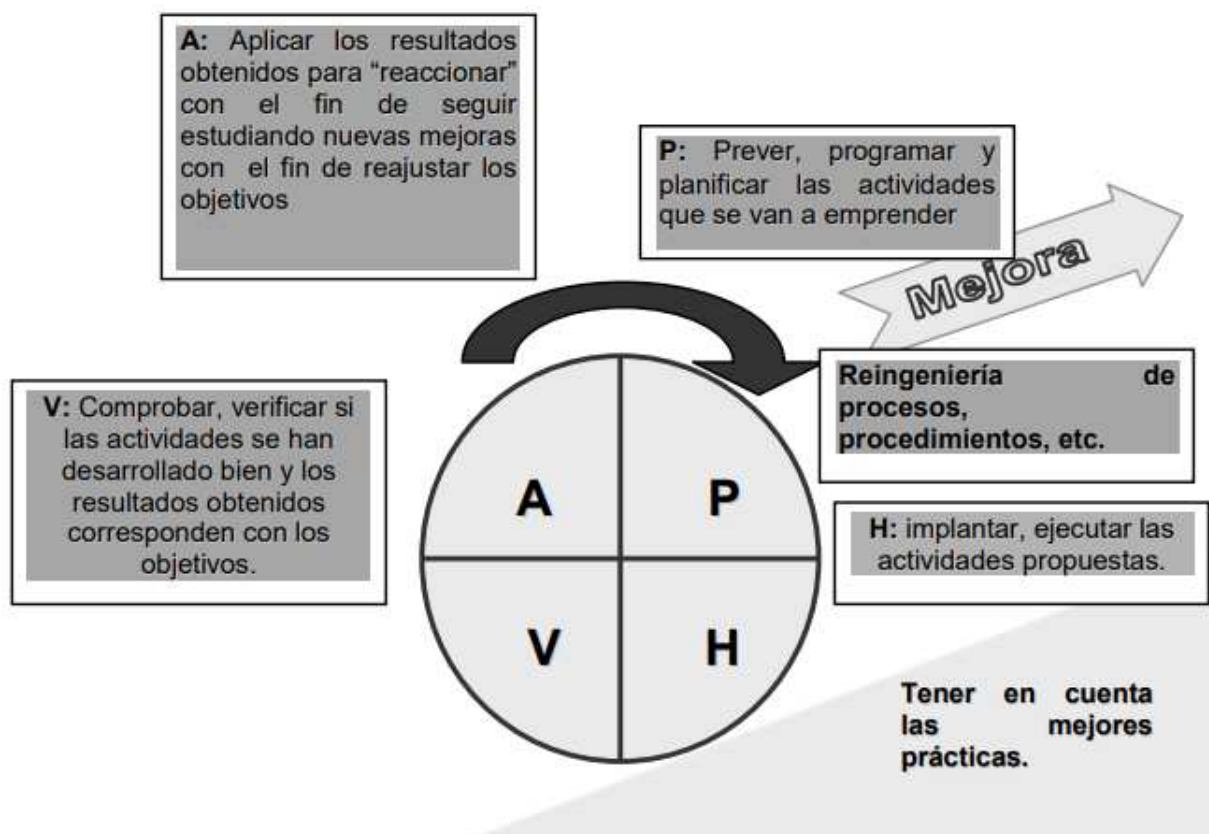 A: Aplicar los resultados
obtenidos para “reaccionar”
con el fin de seguir
estudiando nuevas mejoras
con el fin de reajustar los
objetivos
P: Prever, programar y
planificar las actividades
que se van a emprender
Mejora
Reingeniería de
procesos,
procedimientos, etc.
V: Comprobar, verificar si
las actividades se han
desarrollado bien y los
resultados obtenidos
corresponden con los
objetivos.
A
P
H: implantar, ejecutar las
actividades propuestas.
V
H
Tener en cuenta
las mejores
prácticas.